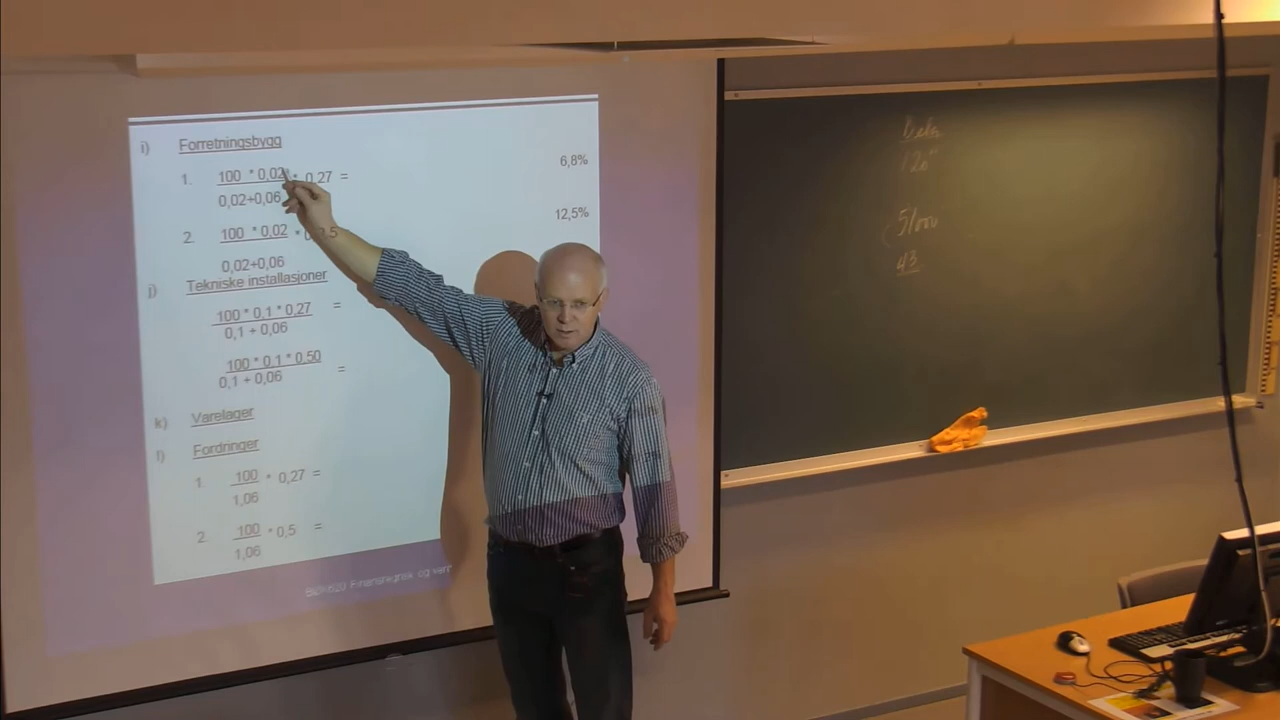 i) Forretningsbygg
1. 100 * 0,02 * 0,27 =
0,02+0,06
6,8%
2. 100 * 0,02
0,02+0,06
12,5%
j) Tekniske installasjoner
100 * 0,1 * 0,27 =
0,1 + 0,06
100 * 0,1 * 0,50 =
0,1 + 0,06
k) Varelager
l) Fordringer
1. 100 * 0,27 =
1,06
2. 100 * 0,5 =
1,06
Finansregnsk og
43